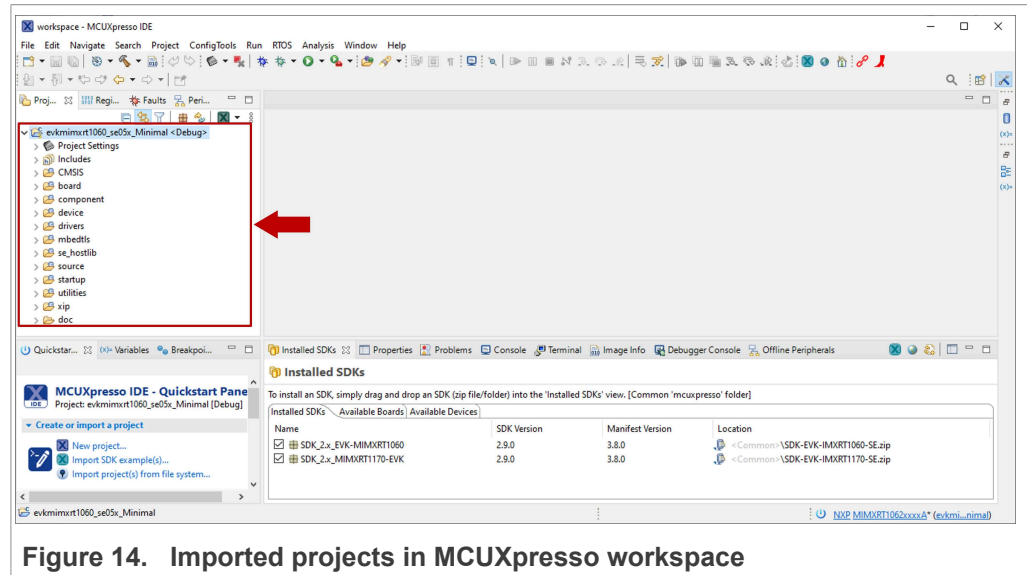 workspace - MCUXpresso IDE
File Edit Navigate Search Project ConfigTools Run RTOS Analysis Window Help
Proj... Regi... Faults Peri...
evkmimxrt1060_se05x_Minimal <Debug>
Project Settings
Includes
CMSIS
board
component
device
drivers
mbedtls
se_hostlib
source
startup
utilities
xip
doc
Quickstar... (x)= Variables Breakpoi...
MCUXpresso IDE - Quickstart Pane
IDE
Project: evkmimxrt1060_se05x_Minimal [Debug]
Create or import a project
New project...
Import SDK example(s)...
Import project(s) from file system...
Installed SDKs Properties Problems Console Terminal Image Info Debugger Console Offline Peripherals
Installed SDKs
To install an SDK, simply drag and drop an SDK (zip file/folder) into the 'Installed SDKs' view. [Common 'mcuxpresso' folder]
Installed SDKs Available Boards Available Devices
Name SDK Version Manifest Version Location
SDK_2.x_EVK-MIMXRT1060 2.9.0 3.8.0 <Common>\SDK-EVK-IMXRT1060-SE.zip
SDK_2.x_MIMXRT1170-EVK 2.9.0 3.8.0 <Common>\SDK-EVK-IMXRT1170-SE.zip
(x)=
(x)=
evkmimxrt1060_se05x_Minimal
NXP MIMXRT1062xxxxA* (evkmi...nimal)
Figure 14. Imported projects in MCUXpresso workspace